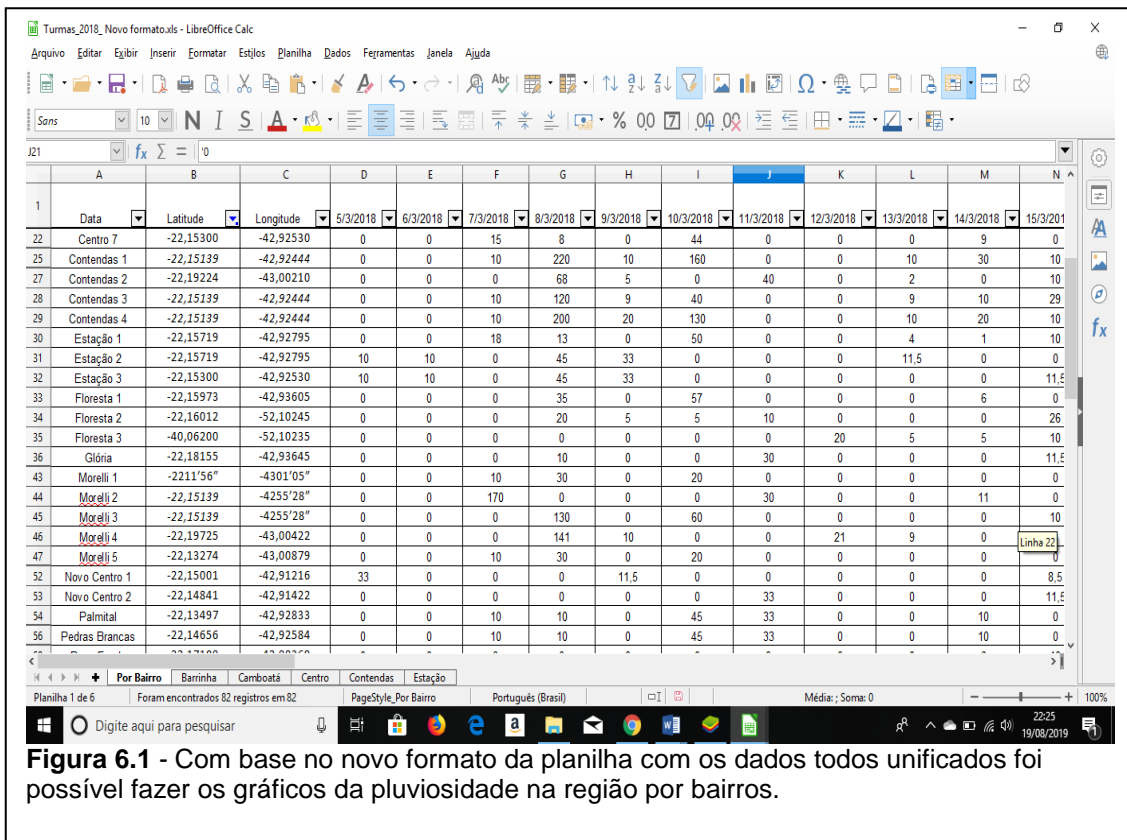 Turmas_2018_ Novo formato.xls - LibreOffice Calc
Arquivo Editar Exibir Inserir Formatar Estilos Planilha Dados Ferramentas Janela Ajuda
Sans 10 N I S A % 0.0 7 .00 .00
J21 fx Σ = '0
A B C D E F G H I J K L M N
1 Data Latitude Longitude 5/3/2018 6/3/2018 7/3/2018 8/3/2018 9/3/2018 10/3/2018 11/3/2018 12/3/2018 13/3/2018 14/3/2018 15/3/201
22 Centro 7 -22,15300 -42,92530 0 0 15 8 0 44 0 0 0 9 0
25 Contendas 1 -22,15139 -42,92444 0 0 10 220 10 160 0 0 10 30 10
27 Contendas 2 -22,19224 -43,00210 0 0 0 68 5 0 40 0 2 0 10
28 Contendas 3 -22,15139 -42,92444 0 0 10 120 9 40 0 0 9 10 29
29 Contendas 4 -22,15139 -42,92444 0 0 10 200 20 130 0 0 10 20 10
30 Estação 1 -22,15719 -42,92795 0 0 18 13 0 50 0 0 4 1 10
31 Estação 2 -22,15719 -42,92795 10 10 0 45 33 0 0 0 11,5 0 0
32 Estação 3 -22,15300 -42,92530 10 10 0 45 33 0 0 0 0 0 11,5
33 Floresta 1 -22,15973 -42,93605 0 0 0 35 0 57 0 0 0 6 0
34 Floresta 2 -22,16012 -52,10245 0 0 0 20 5 5 10 0 0 0 26
35 Floresta 3 -40,06200 -52,10235 0 0 0 0 0 0 0 20 5 5 10
36 Glória -22,18155 -42,93645 0 0 0 10 0 0 30 0 0 0 11,5
43 Morelli 1 -2211'56" -4301'05" 0 0 10 30 0 20 0 0 0 0 0
44 Morelli 2 -22,15139 -4255'28" 0 0 170 0 0 0 30 0 0 11 0
45 Morelli 3 -22,15139 -4255'28" 0 0 0 130 0 60 0 0 0 0 10
46 Morelli 4 -22,19725 -43,00422 0 0 0 141 10 0 0 21 9 0 Linha 22
47 Morelli 5 -22,13274 -43,00879 0 0 10 30 0 20 0 0 0 0 0
52 Novo Centro 1 -22,15001 -42,91216 33 0 0 0 11,5 0 0 0 0 0 8,5
53 Novo Centro 2 -22,14841 -42,91422 0 0 0 0 0 0 33 0 0 0 11,5
54 Palmital -22,13497 -42,92833 0 0 10 10 0 45 33 0 0 10 0
56 Pedras Brancas -22,14656 -42,92584 0 0 10 10 0 45 33 0 0 10 0
Por Bairro Barrinha Camboatá Centro Contendas Estação
Planilha 1 de 6 Foram encontrados 82 registros em 82 PageStyle_Por Bairro Português (Brasil) Média: ; Soma: 0 100%
Digite aqui para pesquisar 22:25
19/08/2019
Figura 6.1 - Com base no novo formato da planilha com os dados todos unificados foi
possível fazer os gráficos da pluviosidade na região por bairros.